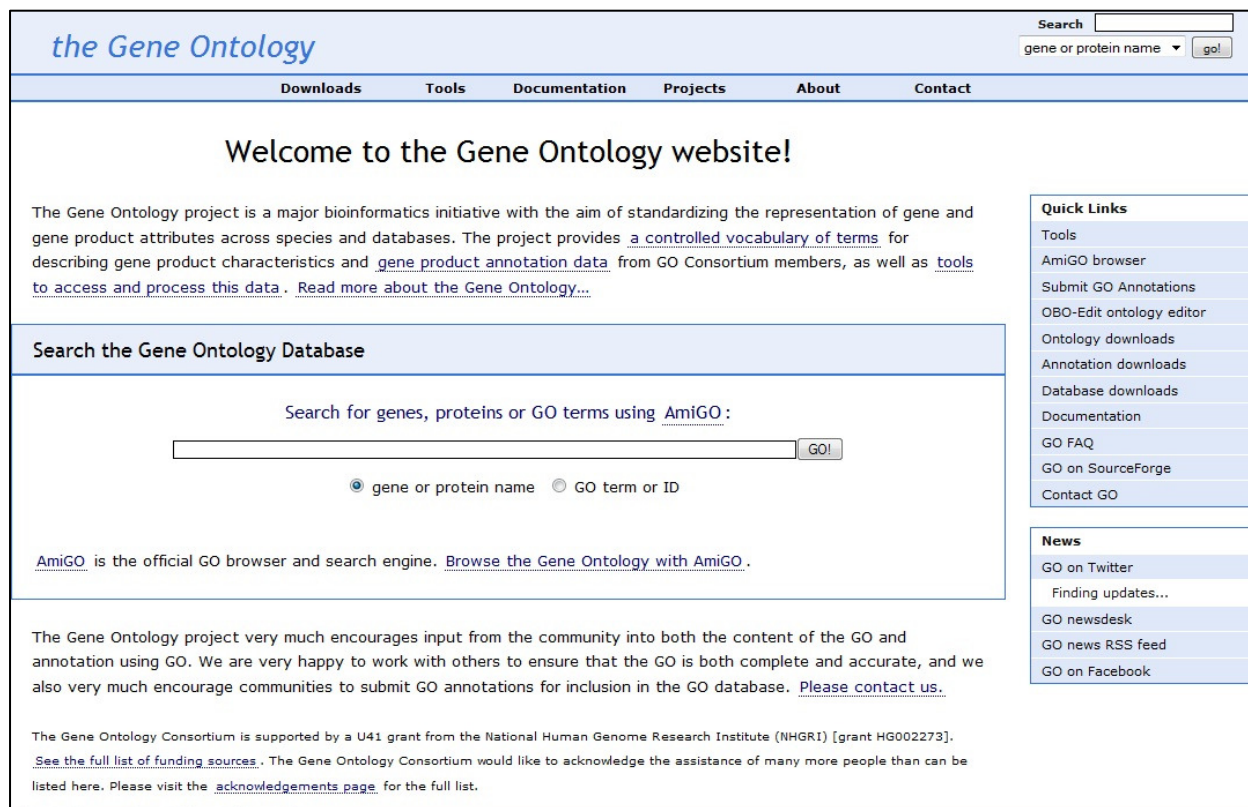 the Gene Ontology
Search
gene or protein name
go!
Downloads Tools Documentation Projects About Contact
Welcome to the Gene Ontology website!
The Gene Ontology project is a major bioinformatics initiative with the aim of standardizing the representation of gene and
gene product attributes across species and databases. The project provides a controlled vocabulary of terms for
describing gene product characteristics and gene product annotation data from GO Consortium members, as well as tools
to access and process this data. Read more about the Gene Ontology...
Search the Gene Ontology Database
Search for genes, proteins or GO terms using AmiGO:
GO!
gene or protein name GO term or ID
AmiGO is the official GO browser and search engine. Browse the Gene Ontology with AmiGO.
The Gene Ontology project very much encourages input from the community into both the content of the GO and
annotation using GO. We are very happy to work with others to ensure that the GO is both complete and accurate, and we
also very much encourage communities to submit GO annotations for inclusion in the GO database. Please contact us.
The Gene Ontology Consortium is supported by a U41 grant from the National Human Genome Research Institute (NHGRI) [grant HG002273].
See the full list of funding sources. The Gene Ontology Consortium would like to acknowledge the assistance of many more people than can be
listed here. Please visit the acknowledgements page for the full list.
Quick Links
Tools
AmiGO browser
Submit GO Annotations
OBO-Edit ontology editor
Ontology downloads
Annotation downloads
Database downloads
Documentation
GO FAQ
GO on SourceForge
Contact GO
News
GO on Twitter
Finding updates...
GO newsdesk
GO news RSS feed
GO on Facebook